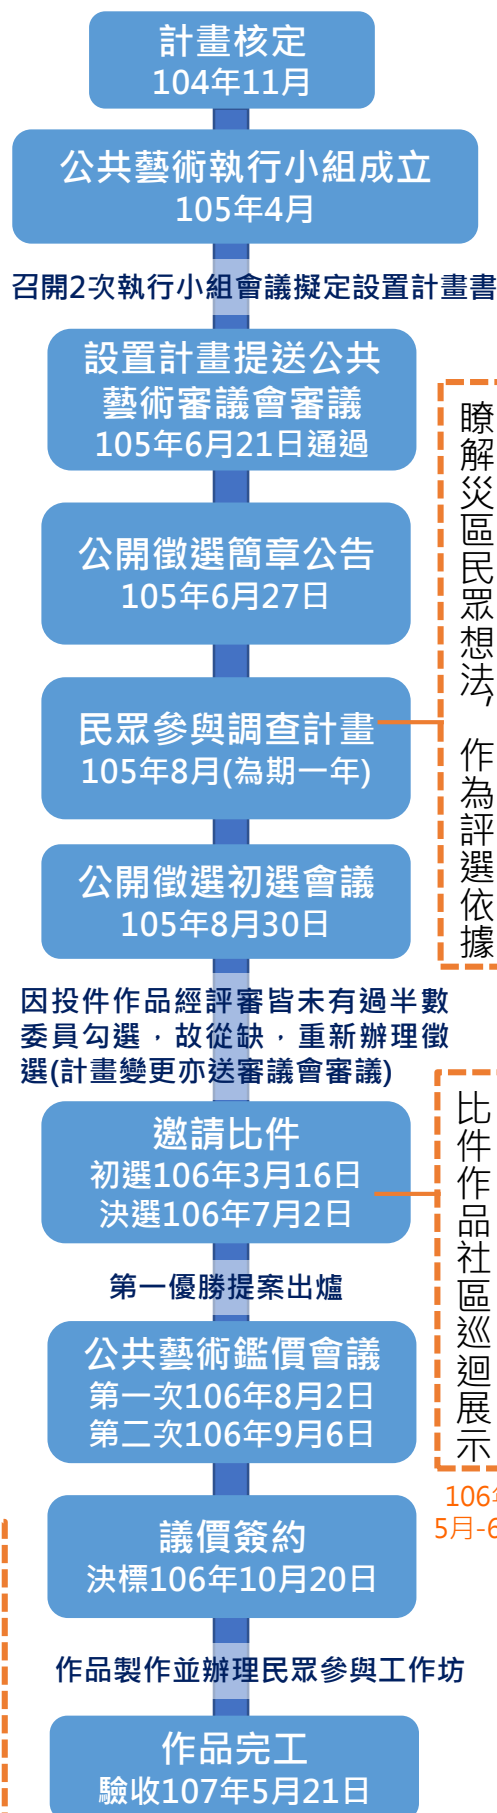 計畫核定
104年11月
公共藝術執行小組成立
105年4月
召開2次執行小組會議擬定設置計畫書
設置計畫提送公共
藝術審議會審議
105年6月21日通過
公開徵選簡章公告
105年6月27日
民眾參與調查計畫
105年8月(為期一年)
瞭解災區民眾想法，作為評選依據
公開徵選初選會議
105年8月30日
因投件作品經評審皆未有過半數
委員勾選，故從缺，重新辦理徵
選(計畫變更亦送審議會審議)
邀請比件
初選106年3月16日
決選106年7月2日
比件作品社區巡迴展示
106年
5月-6
第一優勝提案出爐
公共藝術鑑價會議
第一次106年8月2日
第二次106年9月6日
議價簽約
決標106年10月20日
作品製作並辦理民眾參與工作坊
作品完工
驗收107年5月21日